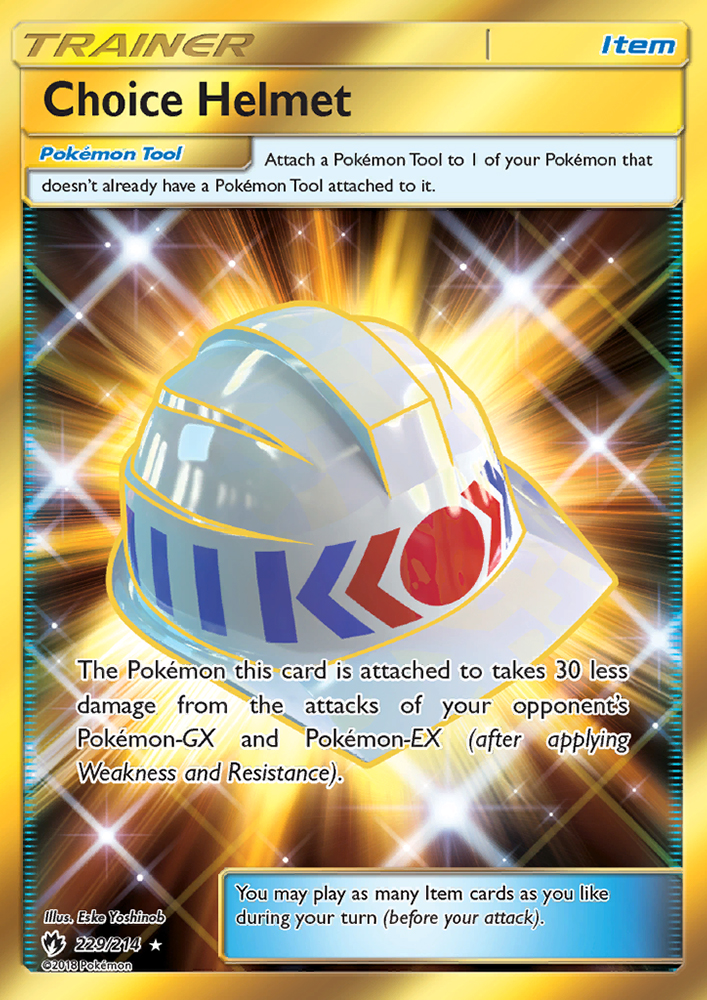 TRAINER
Item
Choice Helmet
Pokémon Tool
Attach a Pokémon Tool to 1 of your Pokémon that
doesn't already have a Pokémon Tool attached to it.
The Pokémon this card is attached to takes 30 less
damage from the attacks of your opponent's
Pokémon-GX and Pokémon-EX (after applying
Weakness and Resistance).
You may play as many Item cards as you like
during your turn (before your attack).
Illus. Eske Yoshinob
229/214
©2018 Pokémon